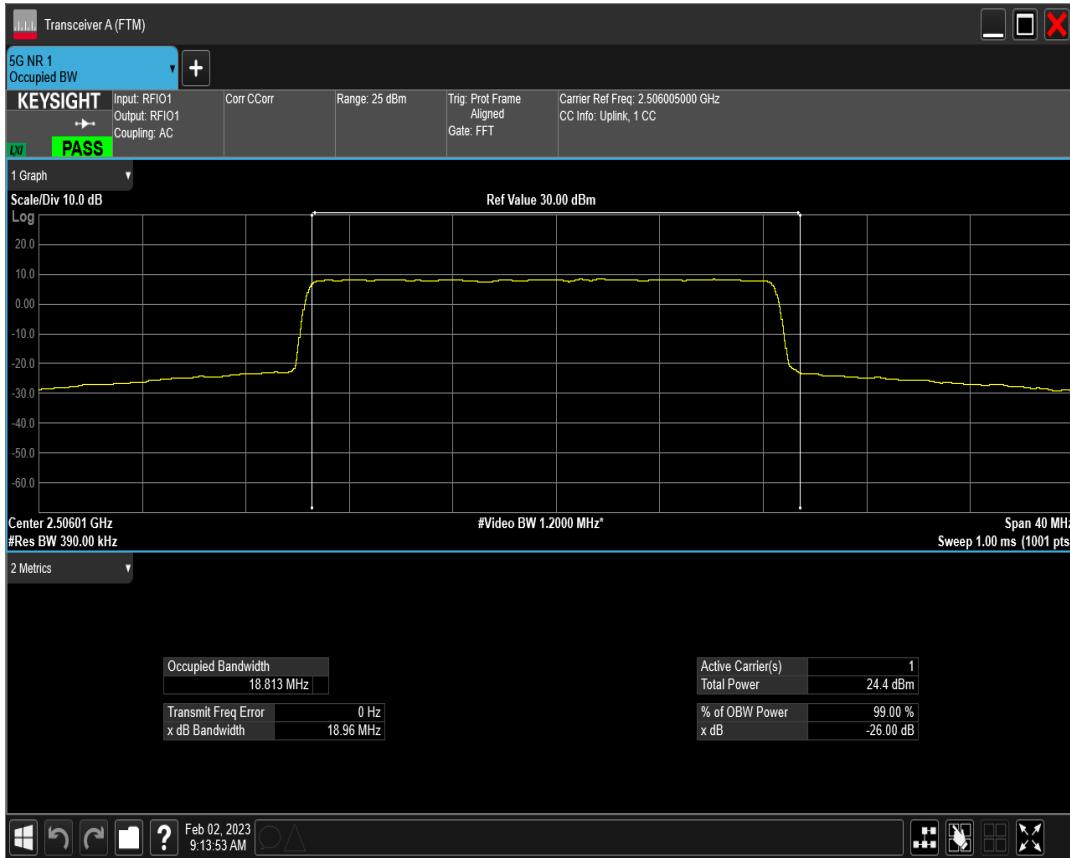 Transceiver A (FTM)
5G NR 1
Occupied BW
+
KEYSIGHT
LXI
PASS
Input: RFIO1
Output: RFIO1
Coupling: AC
Corr CCorr
Range: 25 dBm
Trig: Prot Frame
Aligned
Gate: FFT
Carrier Ref Freq: 2.506005000 GHz
CC Info: Uplink, 1 CC
1 Graph
Scale/Div 10.0 dB
Ref Value 30.00 dBm
Log
20.0
10.0
0.00
-10.0
-20.0
-30.0
-40.0
-50.0
-60.0
Center 2.50601 GHz
#Video BW 1.2000 MHz*
Span 40 MHz
#Res BW 390.00 kHz
Sweep 1.00 ms (1001 pts
2 Metrics
Occupied Bandwidth
18.813 MHz
Transmit Freq Error 0 Hz
x dB Bandwidth 18.96 MHz
Active Carrier(s) 1
Total Power 24.4 dBm
% of OBW Power 99.00 %
x dB -26.00 dB
?
Feb 02, 2023
9:13:53 AM